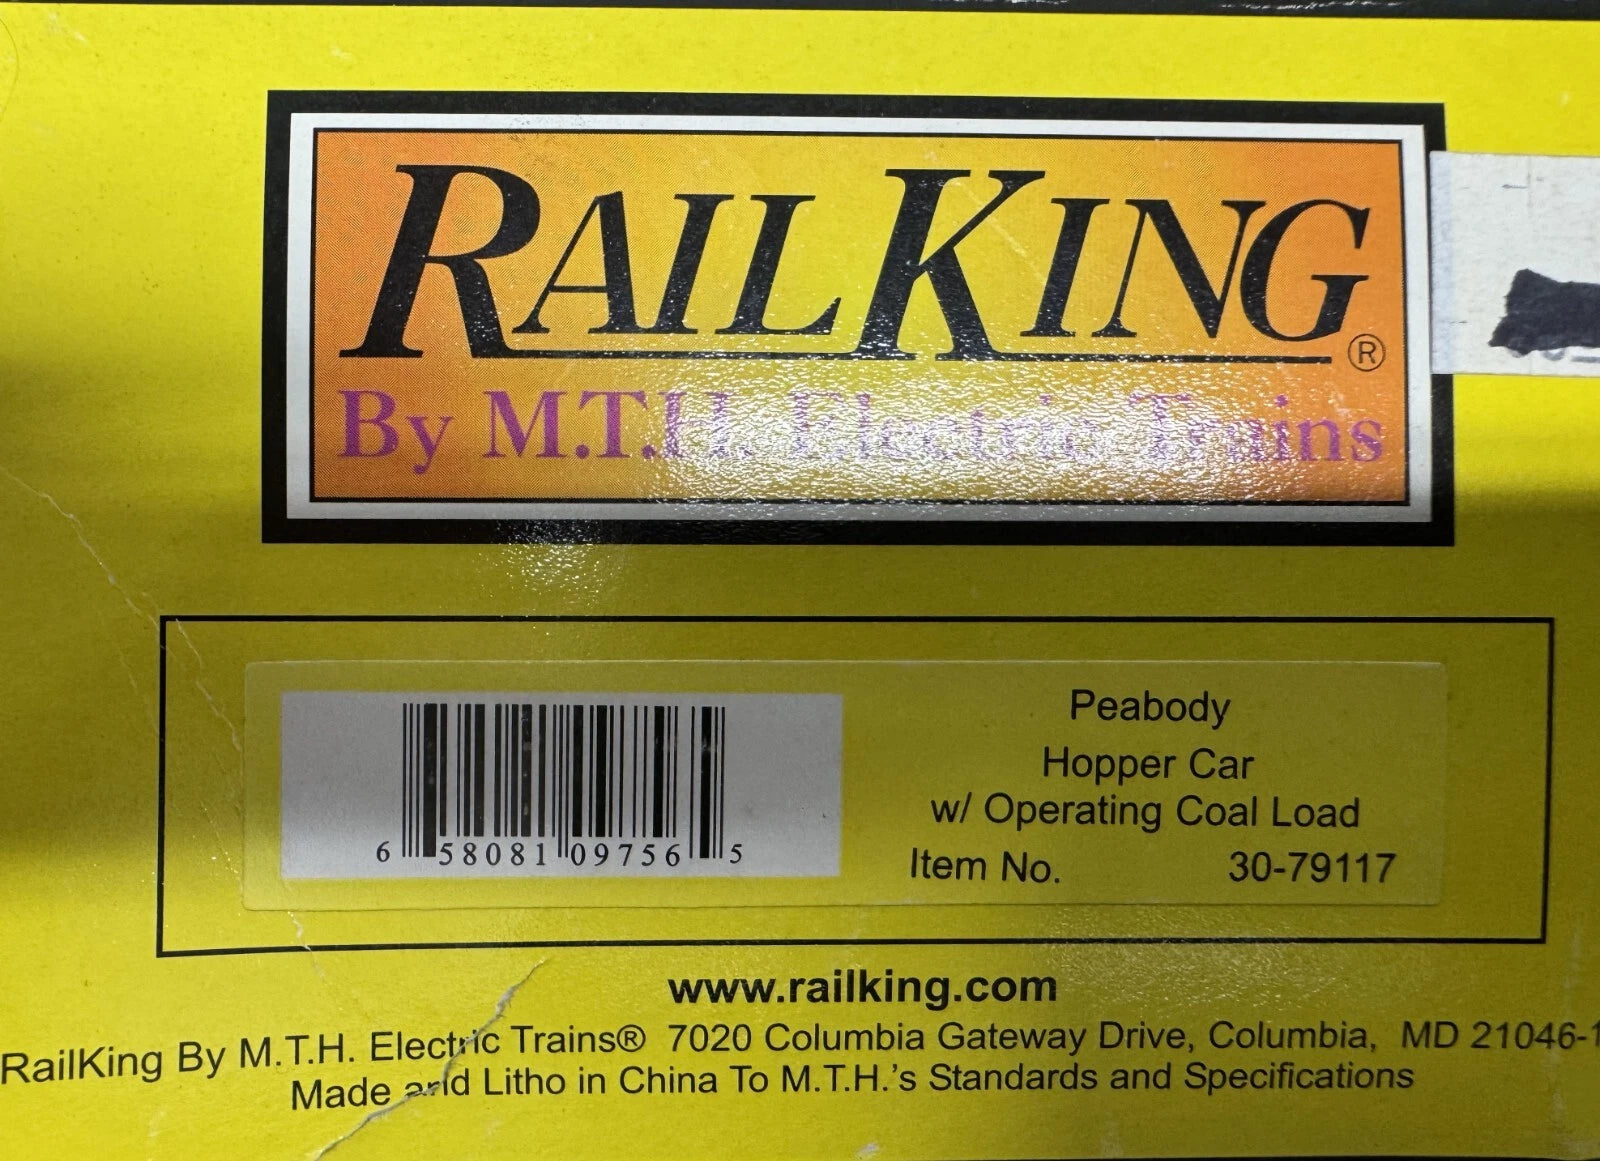 RAILKING®
By M.T.H. Electric Trains
Peabody
Hopper Car
w/ Operating Coal Load
Item No. 30-79117
6 58081 09756 5
www.railking.com
RailKing By M.T.H. Electric Trains® 7020 Columbia Gateway Drive, Columbia, MD 21046-1
Made and Litho in China To M.T.H.'s Standards and Specifications